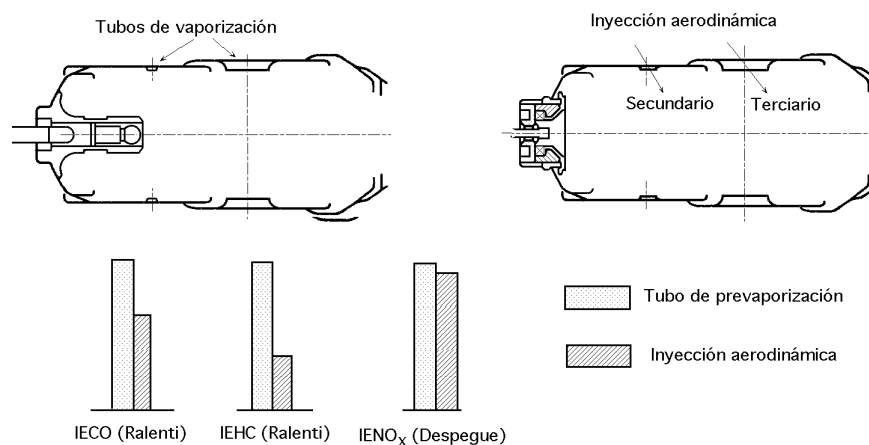 Tubos de vaporización
Inyección aerodinámica
Secundario
Terciario
Tubo de prevaporización
Inyección aerodinámica
IECO (Ralenti)
IEHC (Ralenti)
IENOx (Despegue)